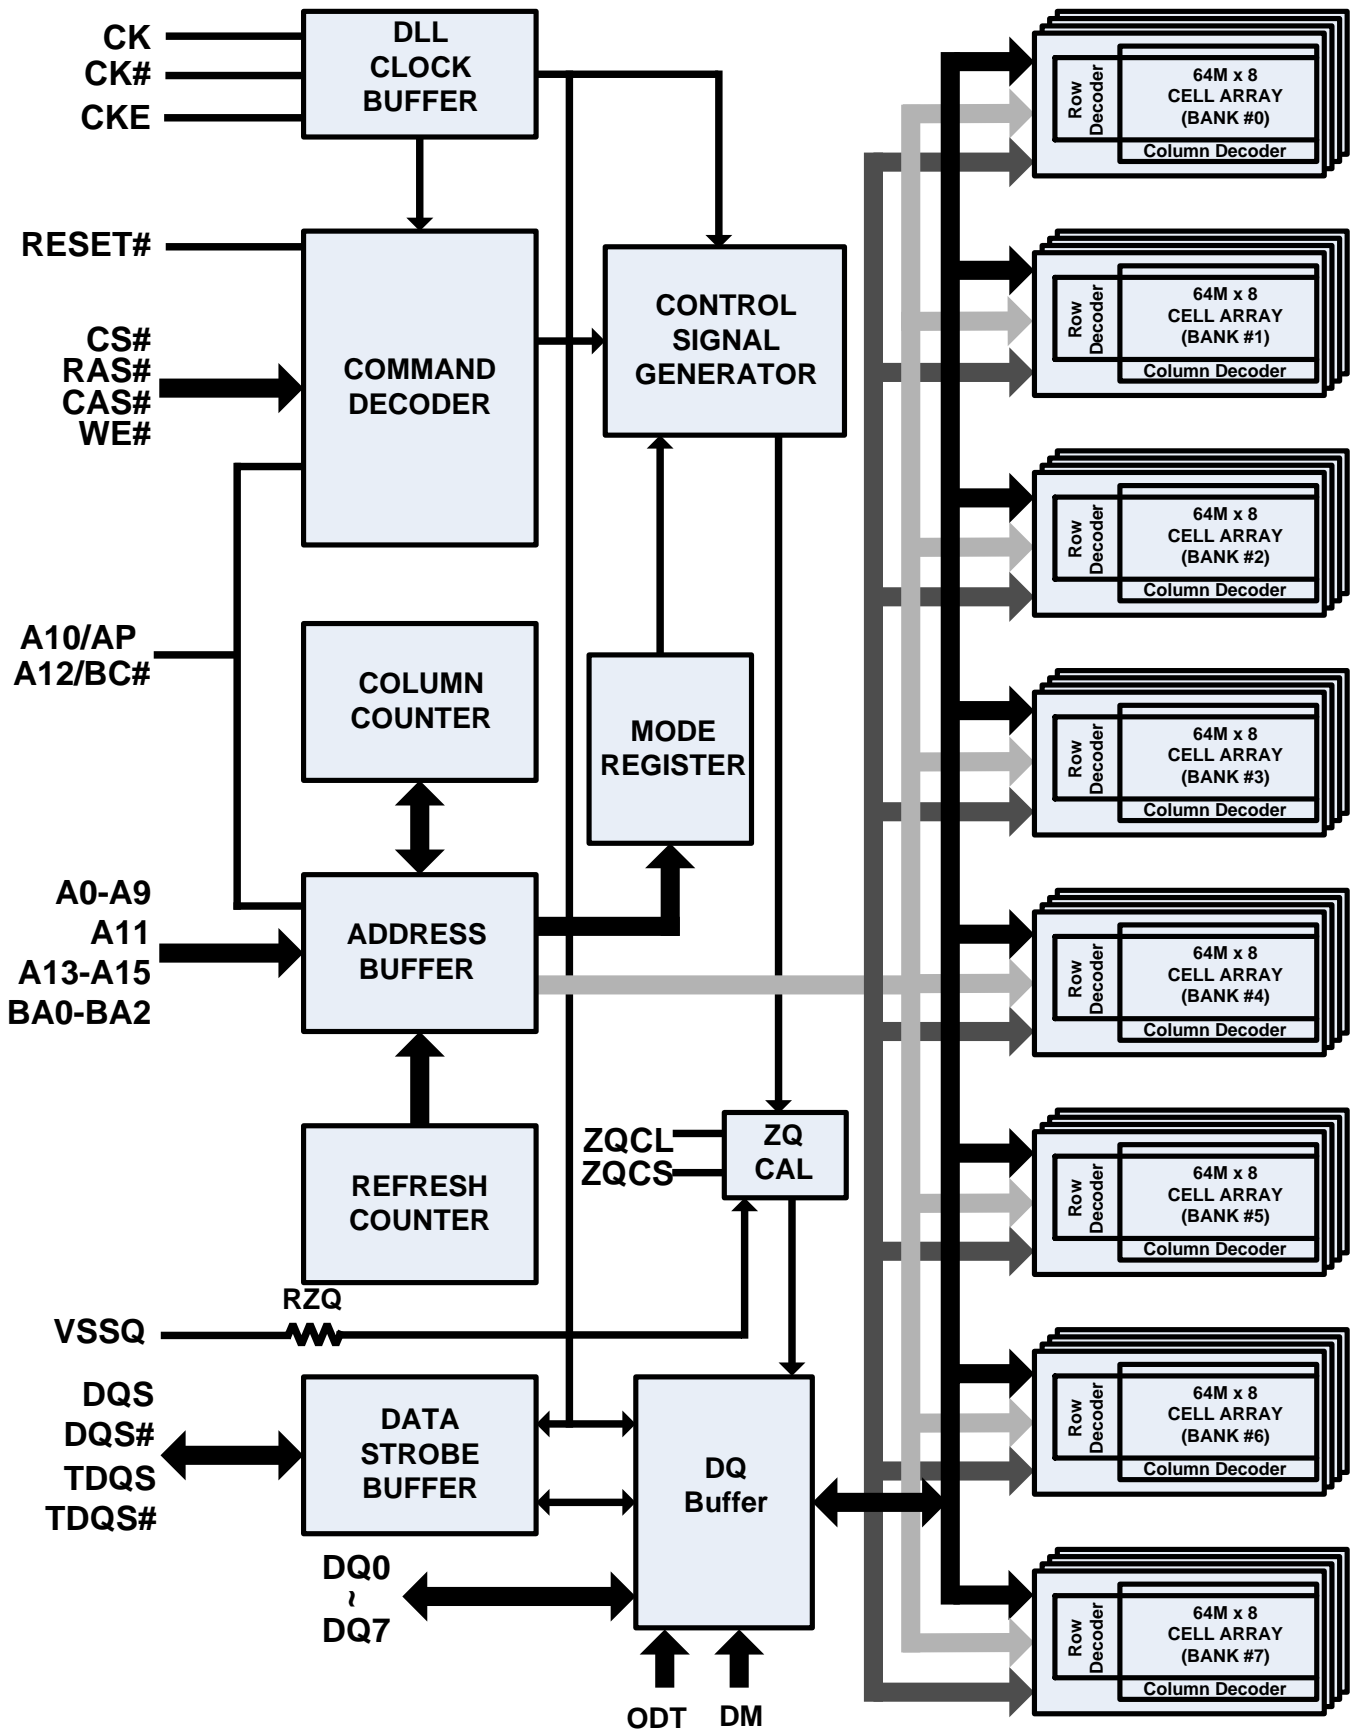 CK
CK#
CKE
DLL
CLOCK
BUFFER
RESET#
CS#
RAS#
CAS#
WE#
COMMAND
DECODER
CONTROL
SIGNAL
GENERATOR
A10/AP
A12/BC#
COLUMN
COUNTER
MODE
REGISTER
A0-A9
A11
A13-A15
BA0-BA2
ADDRESS
BUFFER
REFRESH
COUNTER
ZQCL
ZQCS
ZQ
CAL
RZQ
VSSQ
DQS
DQS#
TDQS
TDQS#
DATA
STROBE
BUFFER
DQ
Buffer
DQ0
~
DQ7
ODT
DM
Row
Decoder
64M x 8
CELL ARRAY
(BANK #0)
Column Decoder
Row
Decoder
64M x 8
CELL ARRAY
(BANK #1)
Column Decoder
Row
Decoder
64M x 8
CELL ARRAY
(BANK #2)
Column Decoder
Row
Decoder
64M x 8
CELL ARRAY
(BANK #3)
Column Decoder
Row
Decoder
64M x 8
CELL ARRAY
(BANK #4)
Column Decoder
Row
Decoder
64M x 8
CELL ARRAY
(BANK #5)
Column Decoder
Row
Decoder
64M x 8
CELL ARRAY
(BANK #6)
Column Decoder
Row
Decoder
64M x 8
CELL ARRAY
(BANK #7)
Column Decoder